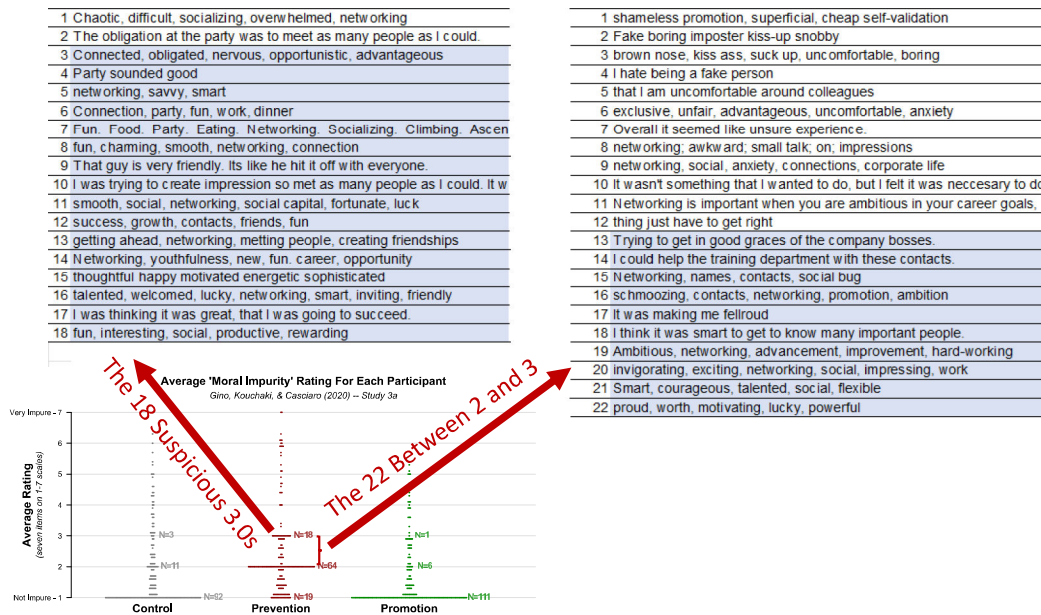 1 Chaotic, difficult, socializing, overwhelmed, networking
2 The obligation at the party was to meet as many people as I could.
3 Connected, obligated, nervous, opportunistic, advantageous
4 Party sounded good
5 networking, savvy, smart
6 Connection, party, fun, work, dinner
7 Fun. Food. Party. Eating. Networking. Socializing. Climbing. Ascen
8 fun, charming, smooth, networking, connection
9 That guy is very friendly. Its like he hit it off with everyone.
10 I was trying to create impression so met as many people as I could. It w
11 smooth, social, networking, social capital, fortunate, luck
12 success, growth, contacts, friends, fun
13 getting ahead, networking, metting people, creating friendships
14 Networking, youthfulness, new, fun. career, opportunity
15 thoughtful happy motivated energetic sophisticated
16 talented, welcomed, lucky, networking, smart, inviting, friendly
17 I was thinking it was great, that I was going to succeed.
18 fun, interesting, social, productive, rewarding
1 shameless promotion, superficial, cheap self-validation
2 Fake boring imposter kiss-up snobby
3 brown nose, kiss ass, suck up, uncomfortable, boring
4 I hate being a fake person
5 that I am uncomfortable around colleagues
6 exclusive, unfair, advantageous, uncomfortable, anxiety
7 Overall it seemed like unsure experience.
8 networking; awkward; small talk; on; impressions
9 networking, social, anxiety, connections, corporate life
10 It wasn't something that I wanted to do, but I felt it was neccesary to do
11 Networking is important when you are ambitious in your career goals,
12 thing just have to get right
13 Trying to get in good graces of the company bosses.
14 I could help the training department with these contacts.
15 Networking, names, contacts, social bug
16 schmoozing, contacts, networking, promotion, ambition
17 It was making me fellroud
18 I think it was smart to get to know many important people.
19 Ambitious, networking, advancement, improvement, hard-working
20 invigorating, exciting, networking, social, impressing, work
21 Smart, courageous, talented, social, flexible
22 proud, worth, motivating, lucky, powerful
The 18 Suspicious 3.0s
The 22 Between 2 and 3
Average 'Moral Impurity' Rating For Each Participant
Gino, Kouchaki, & Casciaro (2020) -- Study 3a
Average Rating
(seven items on 1-7 scales)
Very Impure - 7
6
5
4
3
2
Not Impure - 1
N=3
N=11
N=92
N=18
N=64
N=19
N=1
N=6
N=111
Control
Prevention
Promotion